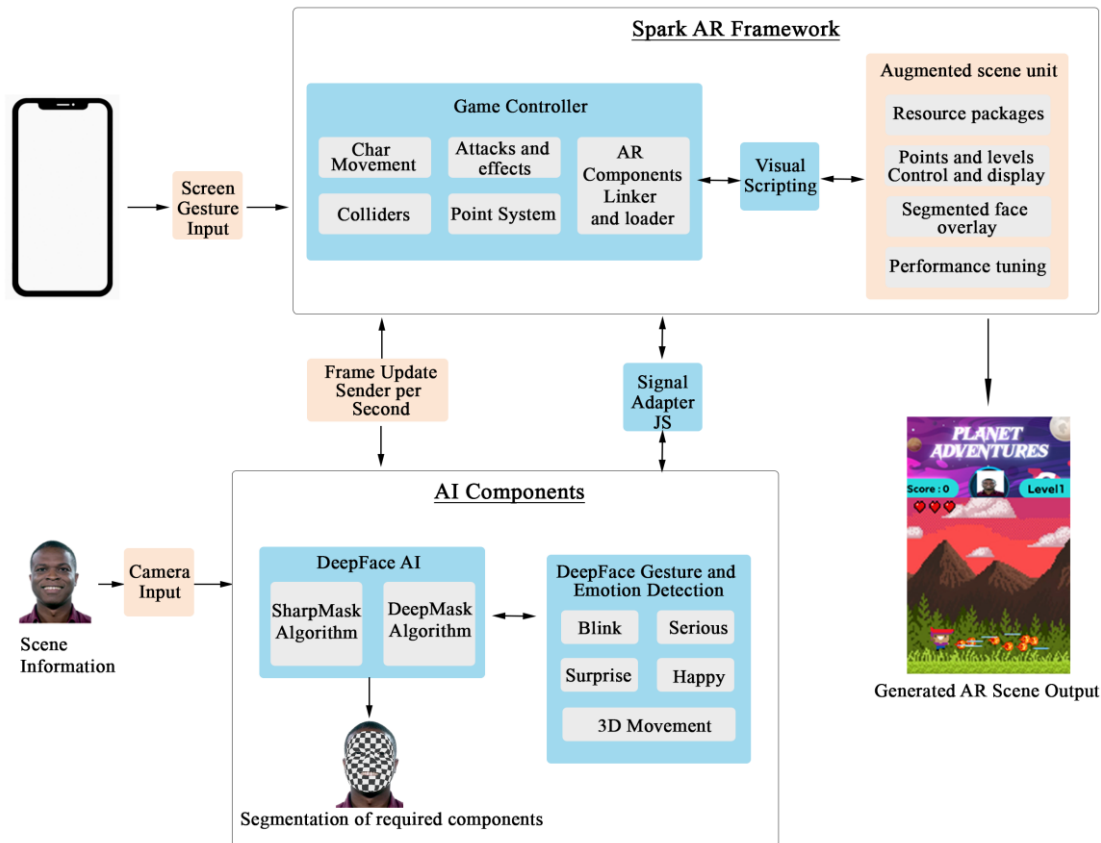 Spark AR Framework
Game Controller
Char
Movement
Attacks and
effects
AR
Components
Linker
and loader
Colliders
Point System
Visual
Scripting
Augmented scene unit
Resource packages
Points and levels
Control and display
Segmented face
overlay
Performance tuning
Screen
Gesture
Input
Frame Update
Sender per
Second
Signal
Adapter
JS
PLANET
ADVENTURES
Score : 0
Level1
Generated AR Scene Output
AI Components
Scene
Information
Camera
Input
DeepFace AI
SharpMask
Algorithm
DeepMask
Algorithm
DeepFace Gesture and
Emotion Detection
Blink
Serious
Surprise
Happy
3D Movement
Segmentation of required components